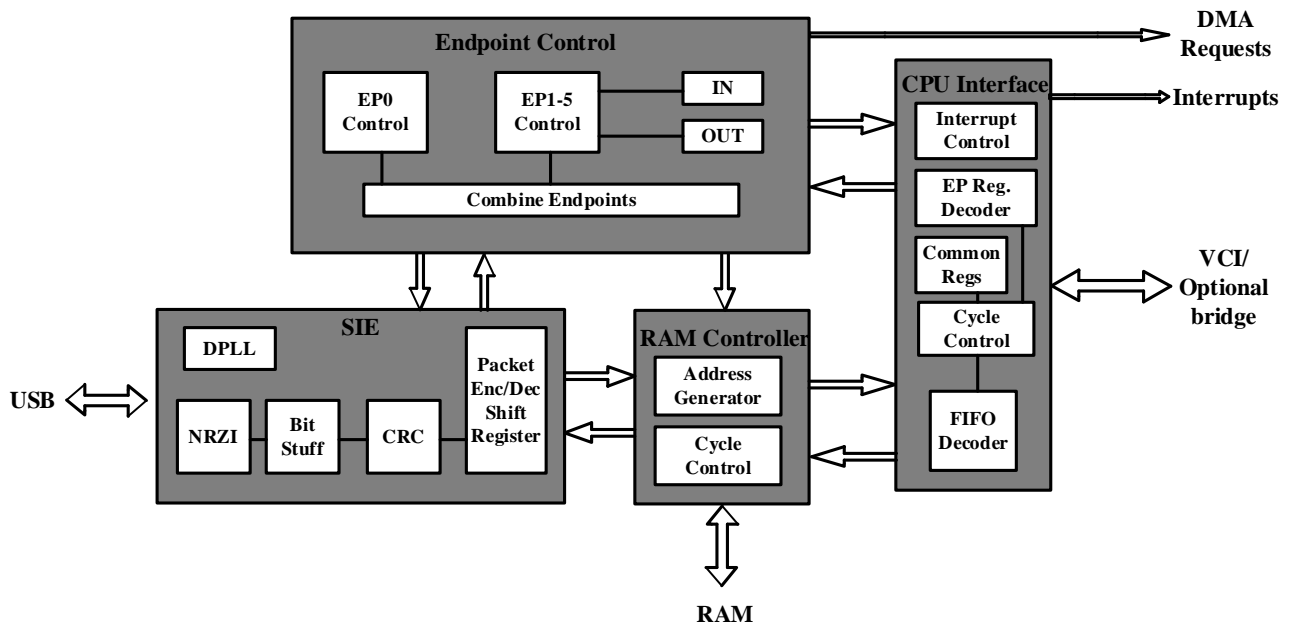 Endpoint Control
EP0
Control
EP1-5
Control
IN
OUT
Combine Endpoints
DMA
Requests
CPU Interface
Interrupts
Interrupt
Control
EP Reg.
Decoder
Common
Regs
Cycle
Control
FIFO
Decoder
VCI/
Optional
bridge
SIE
DPLL
NRZI
Bit
Stuff
CRC
Packet
Enc/Dec
Shift
Register
USB
RAM Controller
Address
Generator
Cycle
Control
RAM